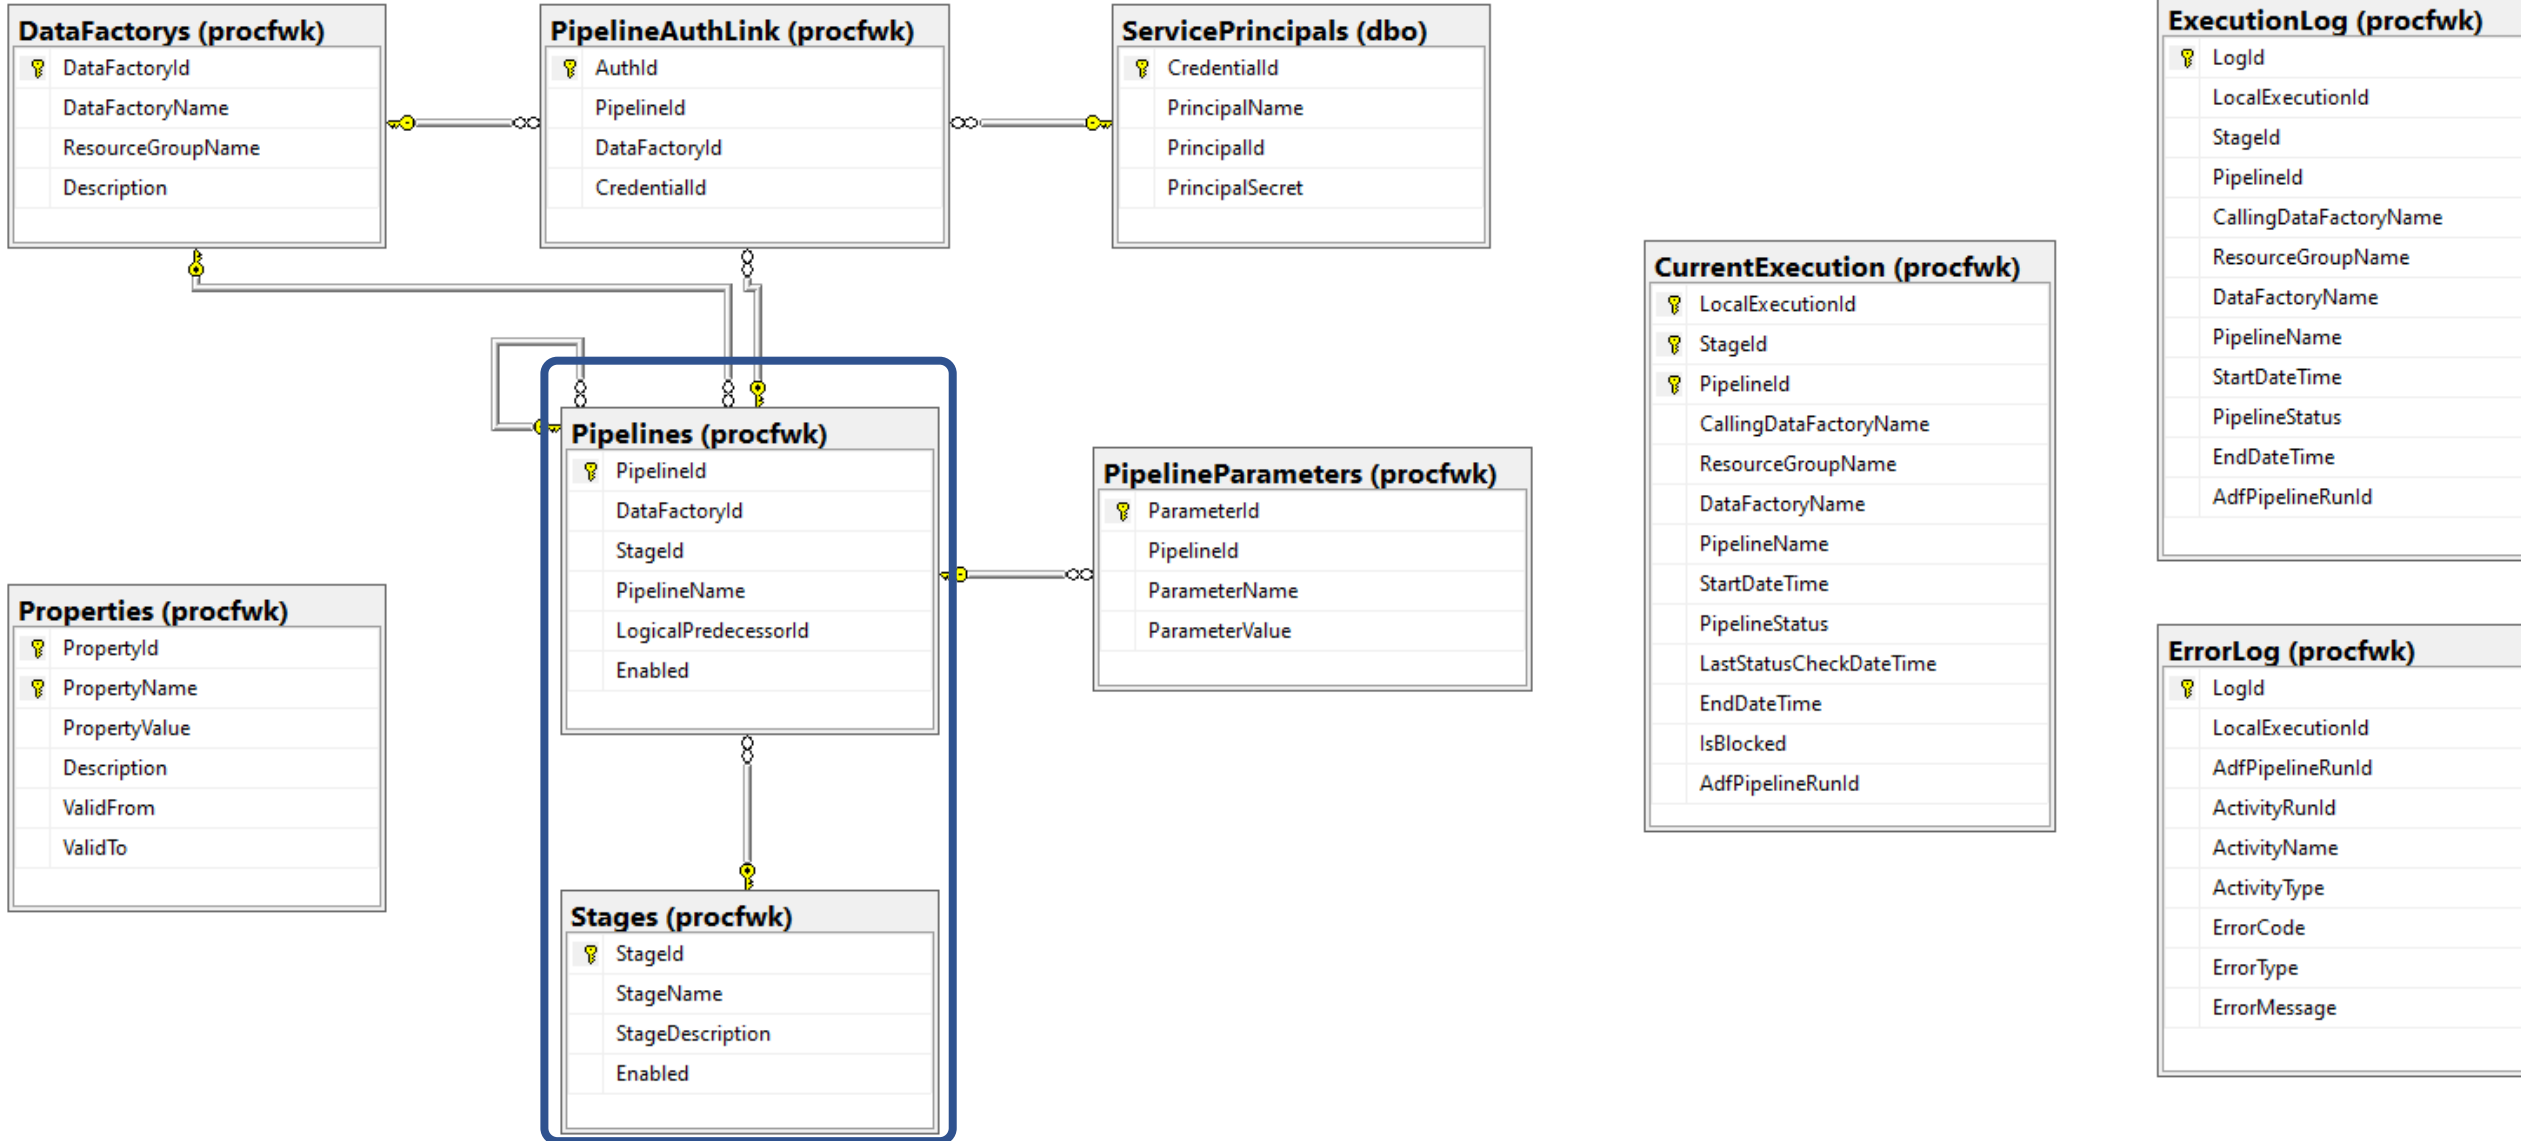 DataFactorys (procfwk)
DataFactoryId
DataFactoryName
ResourceGroupName
Description
PipelineAuthLink (procfwk)
AuthId
PipelineId
DataFactoryId
CredentialId
ServicePrincipals (dbo)
CredentialId
PrincipalName
PrincipalId
PrincipalSecret
Pipelines (procfwk)
PipelineId
DataFactoryId
StageId
PipelineName
LogicalPredecessorId
Enabled
PipelineParameters (procfwk)
ParameterId
PipelineId
ParameterName
ParameterValue
Properties (procfwk)
PropertyId
PropertyName
PropertyValue
Description
ValidFrom
ValidTo
Stages (procfwk)
StageId
StageName
StageDescription
Enabled
CurrentExecution (procfwk)
LocalExecutionId
StageId
PipelineId
CallingDataFactoryName
ResourceGroupName
DataFactoryName
PipelineName
StartDateTime
PipelineStatus
LastStatusCheckDateTime
EndDateTime
IsBlocked
AdfPipelineRunId
ExecutionLog (procfwk)
LogId
LocalExecutionId
StageId
PipelineId
CallingDataFactoryName
ResourceGroupName
DataFactoryName
PipelineName
StartDateTime
PipelineStatus
EndDateTime
AdfPipelineRunId
ErrorLog (procfwk)
LogId
LocalExecutionId
AdfPipelineRunId
ActivityRunId
ActivityName
ActivityType
ErrorCode
ErrorType
ErrorMessage